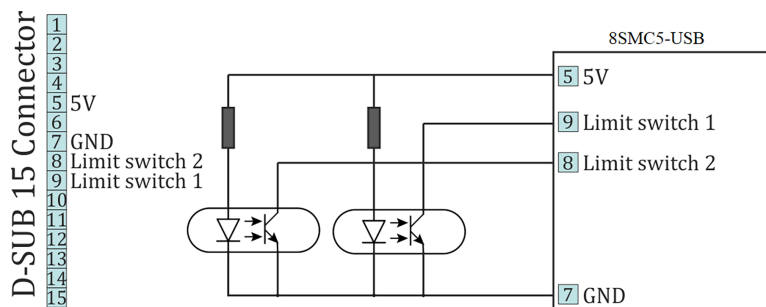 D-SUB 15 Connector
1
2
3
4
5 5V
6
7 GND
8 Limit switch 2
9 Limit switch 1
10
11
12
13
14
15
8SMC5-USB
5 5V
9 Limit switch 1
8 Limit switch 2
7 GND